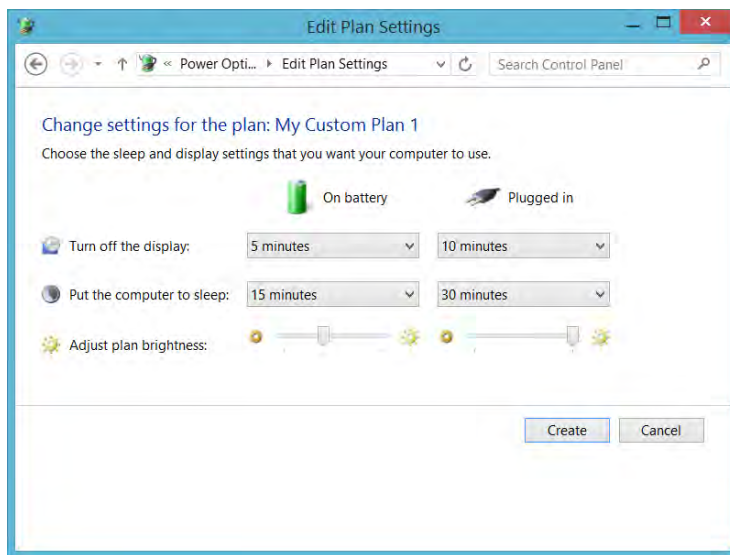 Edit Plan Settings
« Power Opti... Edit Plan Settings Search Control Panel
Change settings for the plan: My Custom Plan 1
Choose the sleep and display settings that you want your computer to use.
On battery Plugged in
Turn off the display: 5 minutes 10 minutes
Put the computer to sleep: 15 minutes 30 minutes
Adjust plan brightness:
Create Cancel